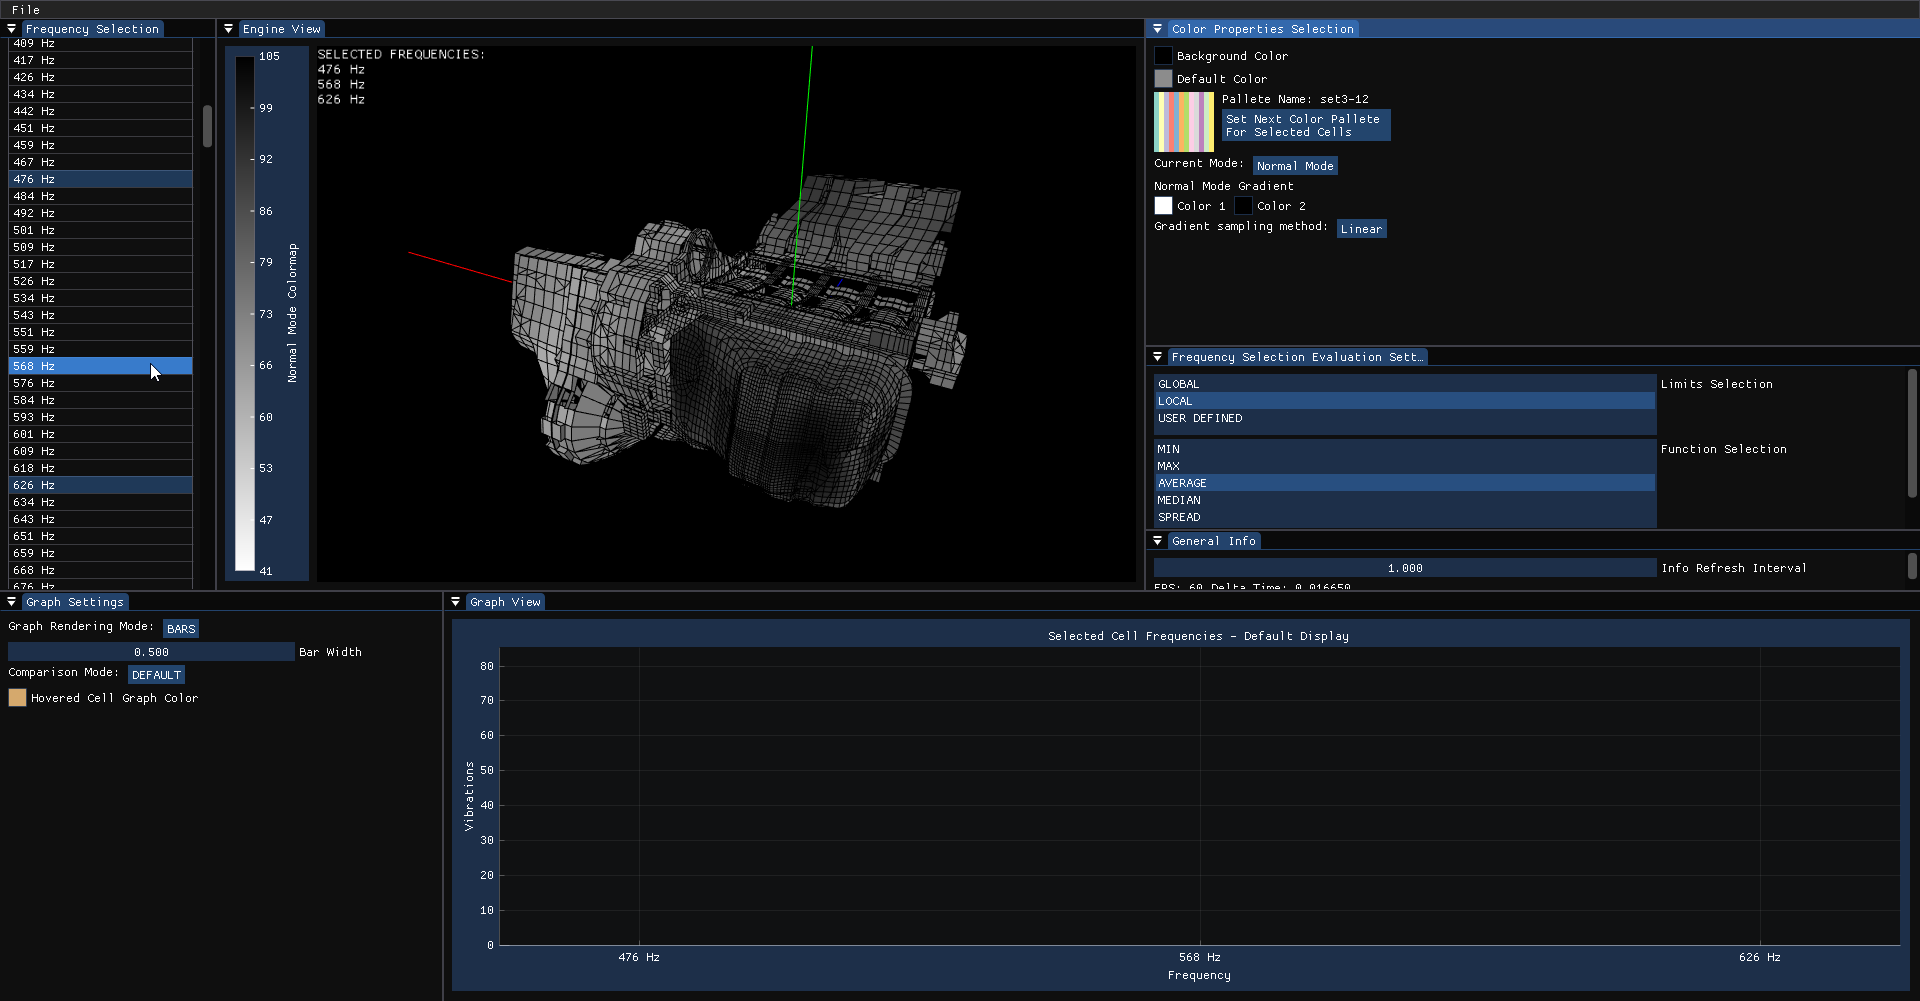 File
Frequency Selection
409 Hz
417 Hz
426 Hz
434 Hz
442 Hz
451 Hz
459 Hz
467 Hz
476 Hz
484 Hz
492 Hz
501 Hz
509 Hz
517 Hz
526 Hz
534 Hz
543 Hz
551 Hz
559 Hz
568 Hz
576 Hz
584 Hz
593 Hz
601 Hz
609 Hz
618 Hz
626 Hz
634 Hz
643 Hz
651 Hz
659 Hz
668 Hz
676 Hz
Engine View
105
99
92
86
79
73
66
60
53
47
41
Normal Mode Colormap
SELECTED FREQUENCIES:
476 Hz
568 Hz
626 Hz
Color Properties Selection
Background Color
Default Color
Pallete Name: set3-12
Set Next Color Pallete
For Selected Cells
Current Mode: Normal Mode
Normal Mode Gradient
Color 1 Color 2
Gradient sampling method: Linear
Frequency Selection Evaluation Sett…
GLOBAL
LOCAL
USER DEFINED
Limits Selection
MIN
MAX
AVERAGE
MEDIAN
SPREAD
Function Selection
General Info
1.000 Info Refresh Interval
FPS: 60 Delta Time: 0.016650
Graph Settings
Graph Rendering Mode: BARS
0.500 Bar Width
Comparison Mode: DEFAULT
Hovered Cell Graph Color
Graph View
Selected Cell Frequencies - Default Display
80
70
60
50
40
30
20
10
0
Vibrations
476 Hz 568 Hz 626 Hz
Frequency